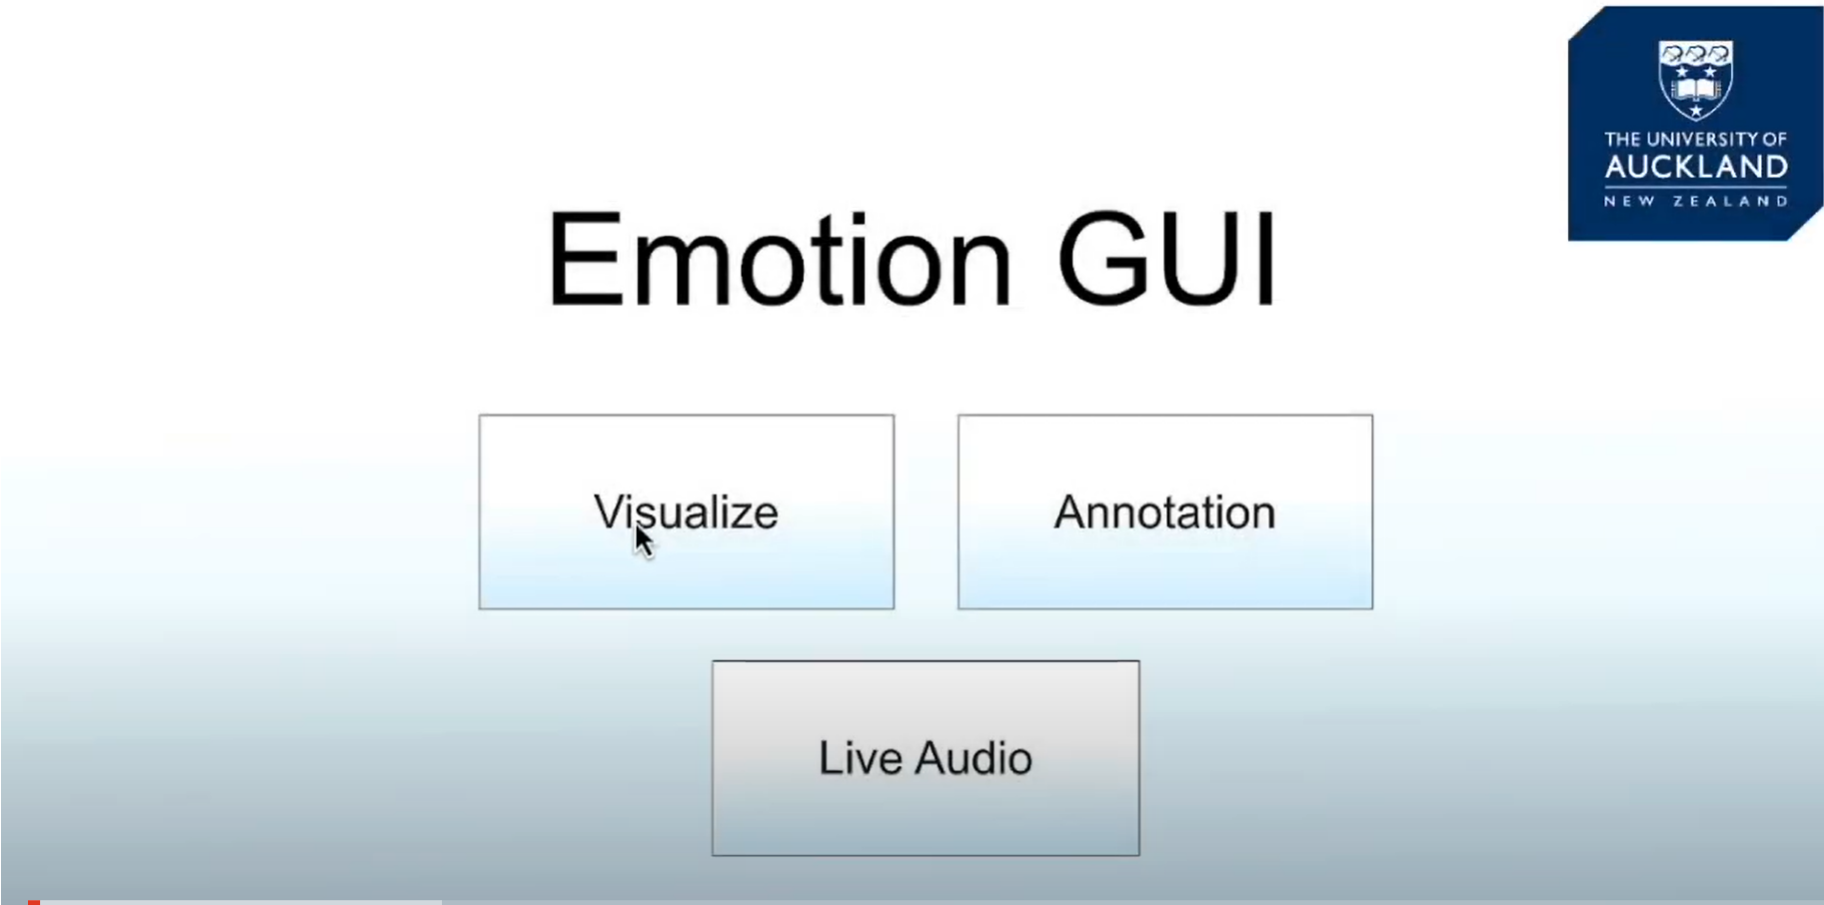 THE UNIVERSITY OF
AUCKLAND
NEW ZEALAND
Emotion GUI
Visualize
Annotation
Live Audio